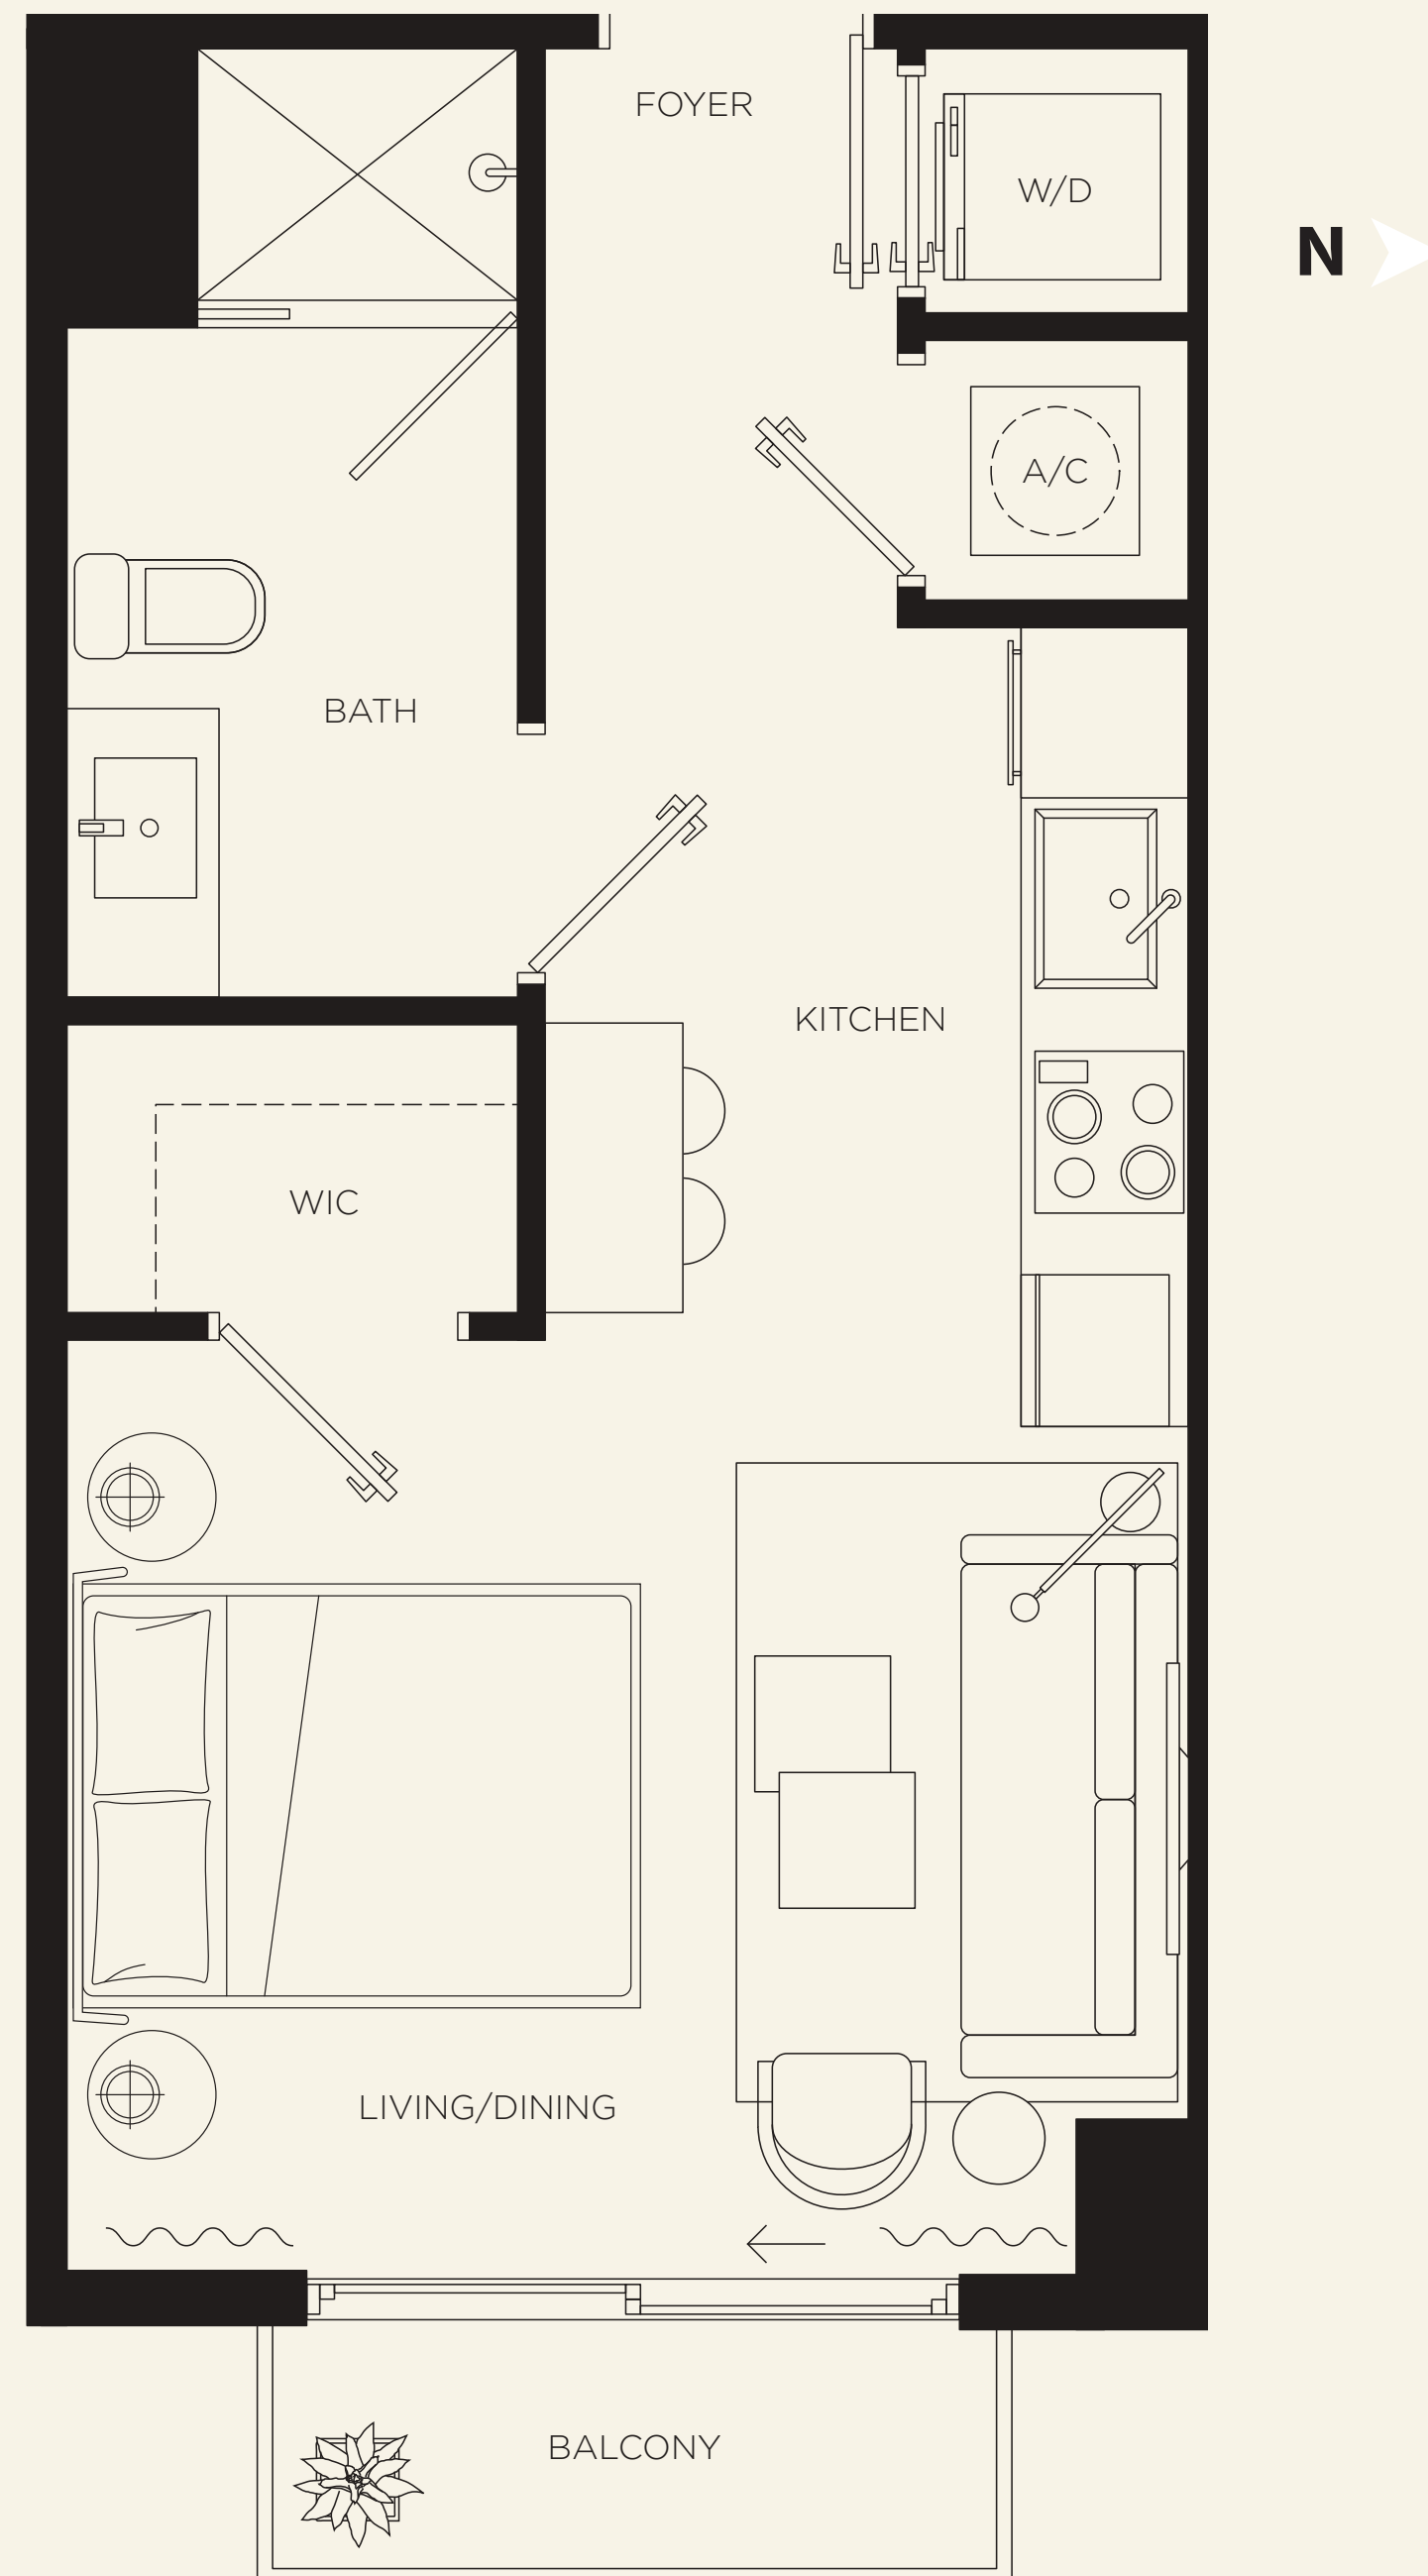 FOYER
W/D
N
A/C
BATH
KITCHEN
WIC
LIVING/DINING
BALCONY